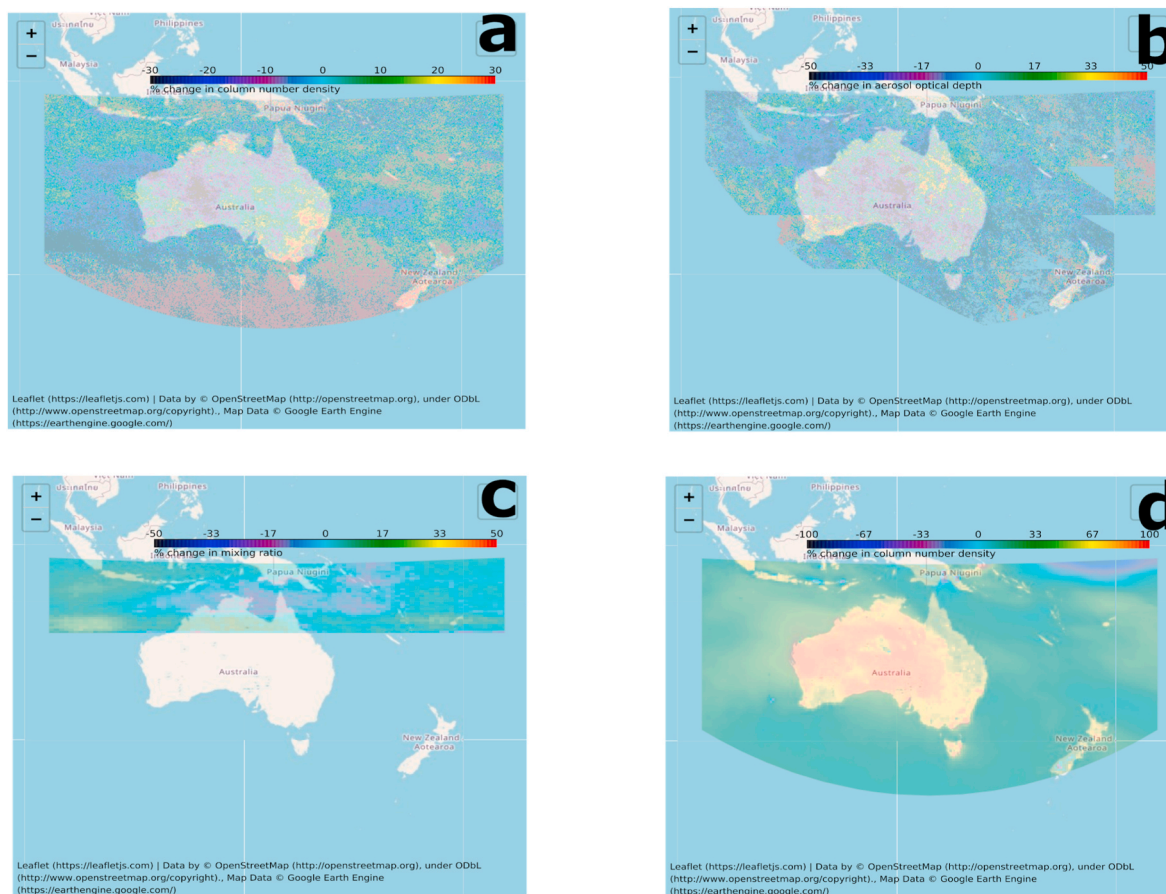 Philippines
a
+
−
Malaysia
-30 -20 -10 0 10 20 30
% change in column number density
Papua Niugini
Australia
New Zealand
Aotearoa
Leaflet (https://leafletjs.com) | Data by © OpenStreetMap (http://openstreetmap.org), under ODbL
(http://www.openstreetmap.org/copyright)., Map Data © Google Earth Engine
(https://earthengine.google.com/)
Philippines
b
+
−
Malaysia
-50 -33 -17 0 17 33 50
% change in aerosol optical depth
Papua Niugini
Australia
New Zealand
Aotearoa
Leaflet (https://leafletjs.com) | Data by © OpenStreetMap (http://openstreetmap.org), under ODbL
(http://www.openstreetmap.org/copyright)., Map Data © Google Earth Engine
(https://earthengine.google.com/)
Philippines
c
+
−
Malaysia
-50 -33 -17 0 17 33 50
% change in mixing ratio
Papua Niugini
Australia
New Zealand
Aotearoa
Leaflet (https://leafletjs.com) | Data by © OpenStreetMap (http://openstreetmap.org), under ODbL
(http://www.openstreetmap.org/copyright)., Map Data © Google Earth Engine
(https://earthengine.google.com/)
Philippines
d
+
−
Malaysia
-100 -67 -33 0 33 67 100
% change in column number density
Papua Niugini
Australia
New Zealand
Aotearoa
Leaflet (https://leafletjs.com) | Data by © OpenStreetMap (http://openstreetmap.org), under ODbL
(http://www.openstreetmap.org/copyright)., Map Data © Google Earth Engine
(https://earthengine.google.com/)